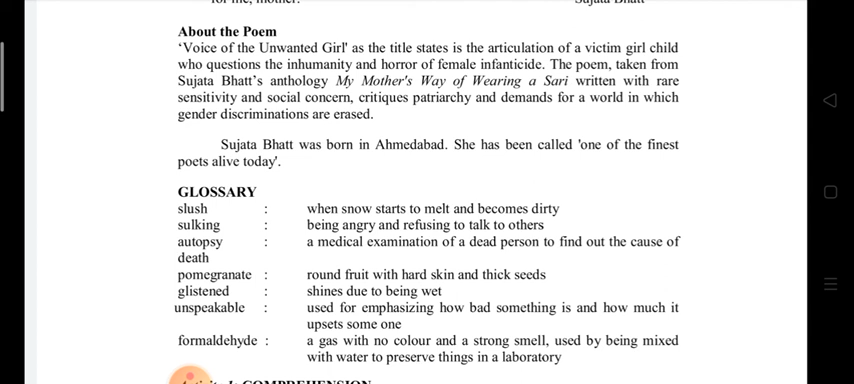 for me, mother.    Sujata Bhatt
About the Poem
‘Voice of the Unwanted Girl' as the title states is the articulation of a victim girl child
who questions the inhumanity and horror of female infanticide. The poem, taken from
Sujata Bhatt’s anthology My Mother's Way of Wearing a Sari written with rare
sensitivity and social concern, critiques patriarchy and demands for a world in which
gender discriminations are erased.
Sujata Bhatt was born in Ahmedabad. She has been called 'one of the finest
poets alive today'.
GLOSSARY
slush : when snow starts to melt and becomes dirty
sulking : being angry and refusing to talk to others
autopsy : a medical examination of a dead person to find out the cause of
death
pomegranate : round fruit with hard skin and thick seeds
glistened : shines due to being wet
unspeakable : used for emphasizing how bad something is and how much it
upsets some one
formaldehyde : a gas with no colour and a strong smell, used by being mixed
with water to preserve things in a laboratory
COMPREHENSION